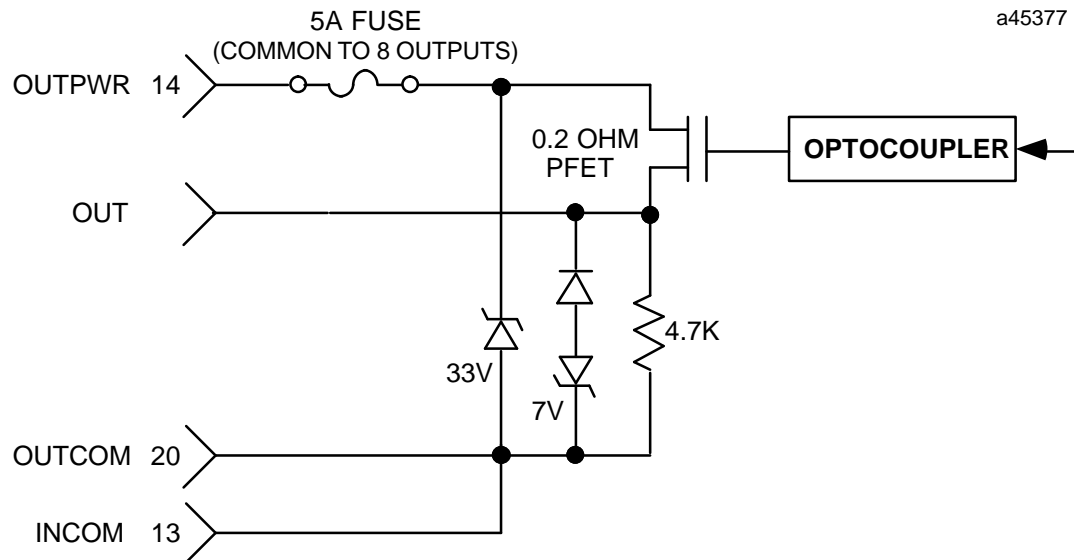 a45377
5A FUSE
(COMMON TO 8 OUTPUTS)
OUTPWR 14
0.2 OHM
PFET
OPTOCOUPLER
OUT
4.7K
33V
7V
OUTCOM 20
INCOM 13